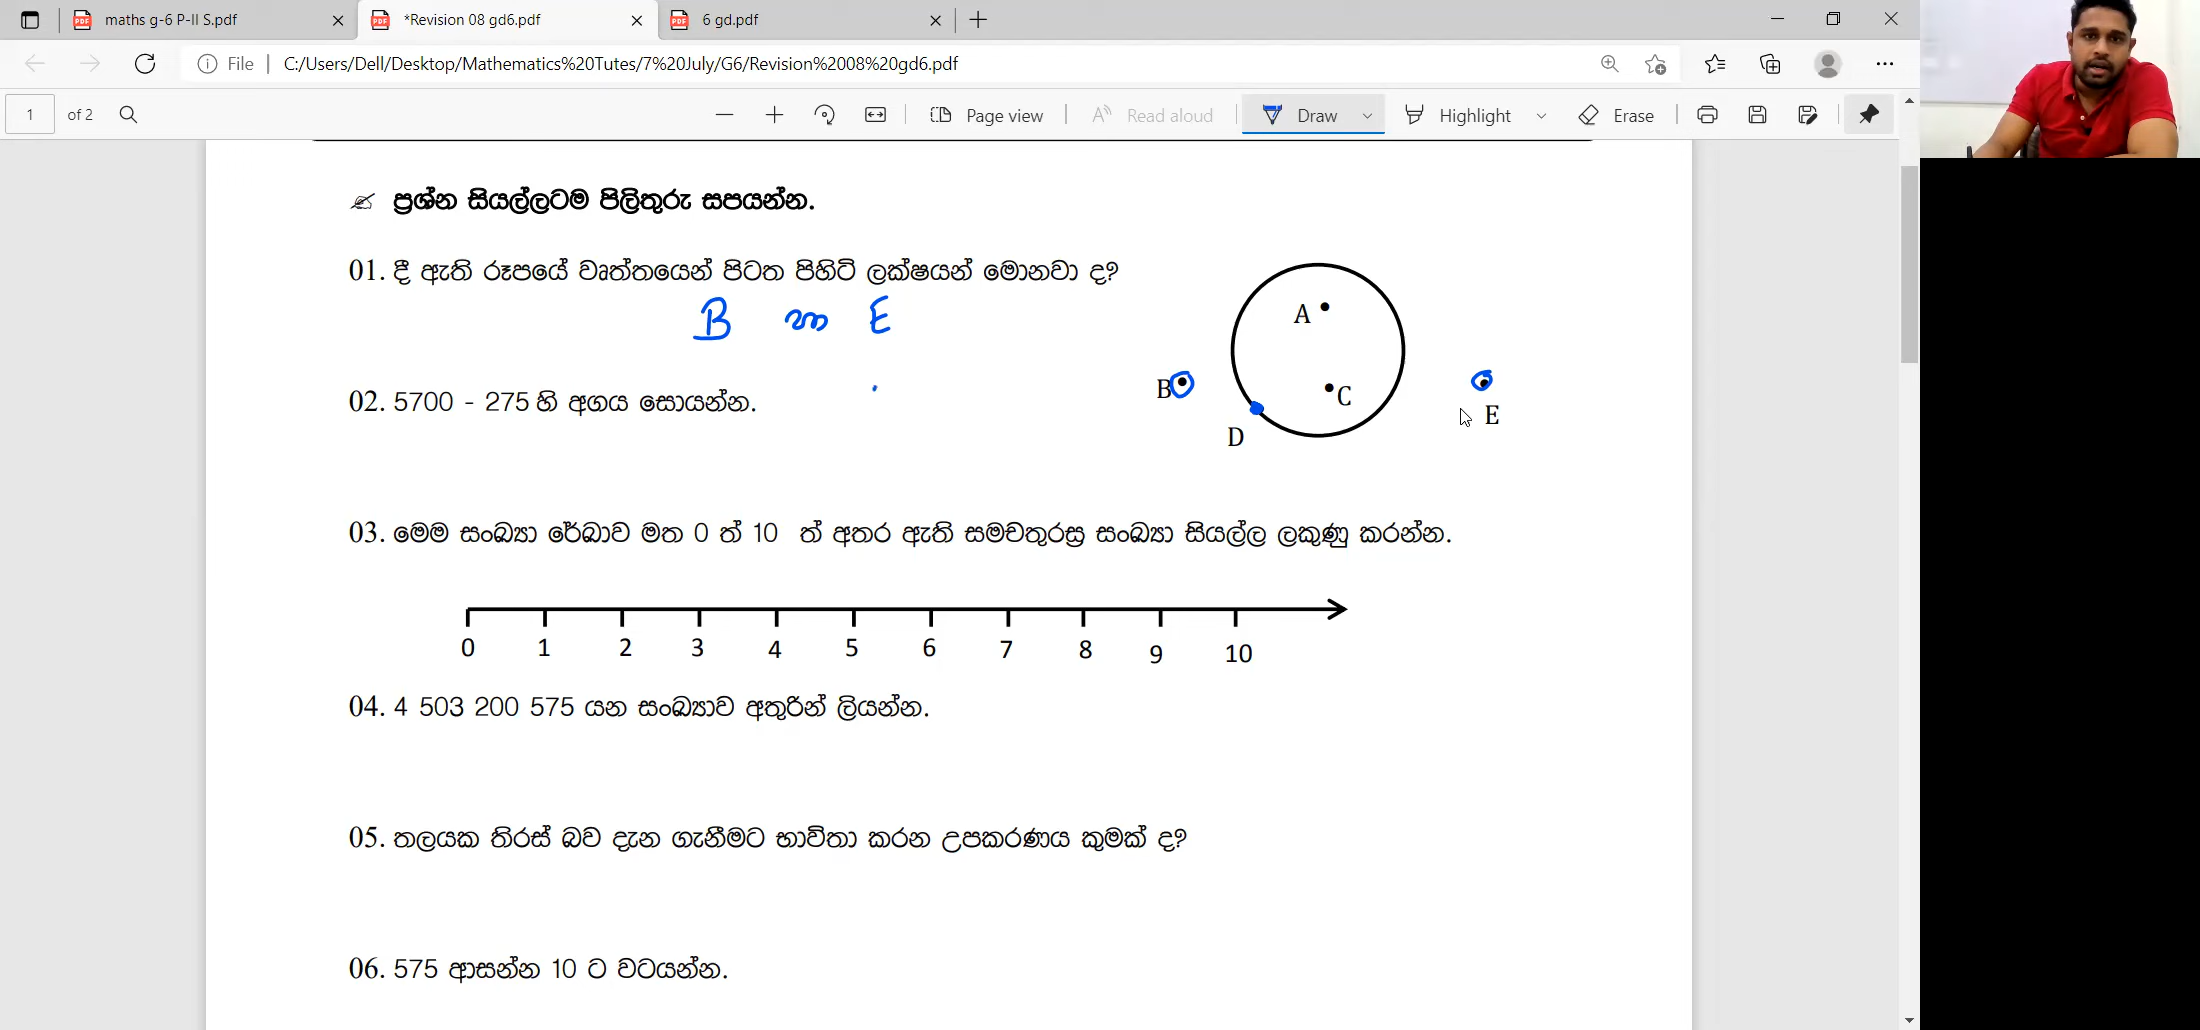 maths g-6 P-II S.pdf
*Revision 08 gd6.pdf
6 gd.pdf
File
C:/Users/Dell/Desktop/Mathematics%20Tutes/7%20July/G6/Revision%2008%20gd6.pdf
1 of 2
Page view
Read aloud
Draw
Highlight
Erase
ප්‍රශ්න සියල්ලටම පිලිතුරු සපයන්න.
01. දී ඇති රූපයේ වෘත්තයෙන් පිටත පිහිටි ලක්ෂයන් මොනවා ද?
B හා E
A
B
C
D
E
02. 5700 - 275 හි අගය සොයන්න.
03. මෙම සංඛ්‍යා රේඛාව මත 0 ත් 10 ත් අතර ඇති සමචතුරස්‍ර සංඛ්‍යා සියල්ල ලකුණු කරන්න.
0 1 2 3 4 5 6 7 8 9 10
04. 4 503 200 575 යන සංඛ්‍යාව අකුරින් ලියන්න.
05. තලයක තිරස් බව දැන ගැනීමට භාවිතා කරන උපකරණය කුමක් ද?
06. 575 ආසන්න 10 ට වටයන්න.